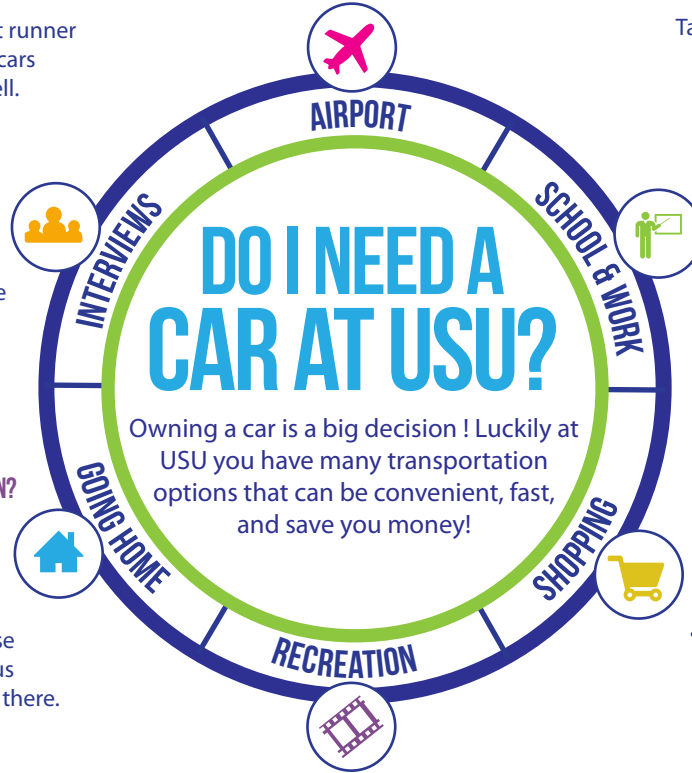 runner
cars
Ta
AIRPORT
INTERVIEWS
SCHOOL & WORK
DO I NEED A
CAR AT USU?
Owning a car is a big decision ! Luckily at
USU you have many transportation
options that can be convenient, fast,
and save you money!
GOING HOME
SHOPPING
RECREATION
there.